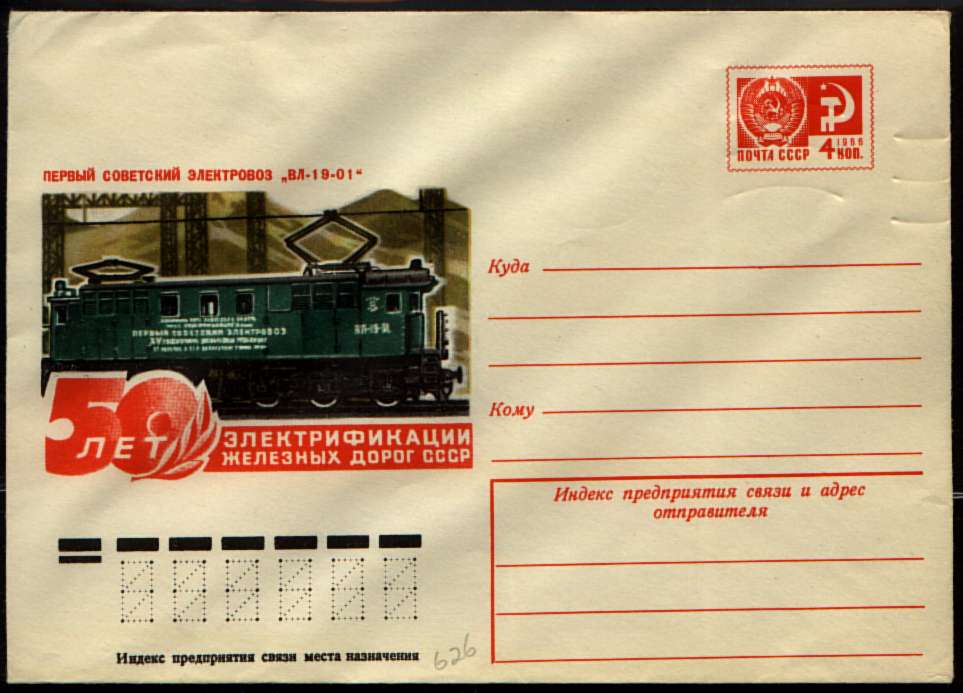 ПОЧТА СССР 4 1966 КОП.
ПЕРВЫЙ СОВЕТСКИЙ ЭЛЕКТРОВОЗ „ВЛ-19-01“
ПЕРВЫЙ СОВЕТСКИЙ ЭЛЕКТРОВОЗ
ВЛ-19-01
50 ЛЕТ
ЭЛЕКТРИФИКАЦИИ
ЖЕЛЕЗНЫХ ДОРОГ СССР
Куда
Кому
Индекс предприятия связи и адрес
отправителя
Индекс предприятия связи места назначения
626